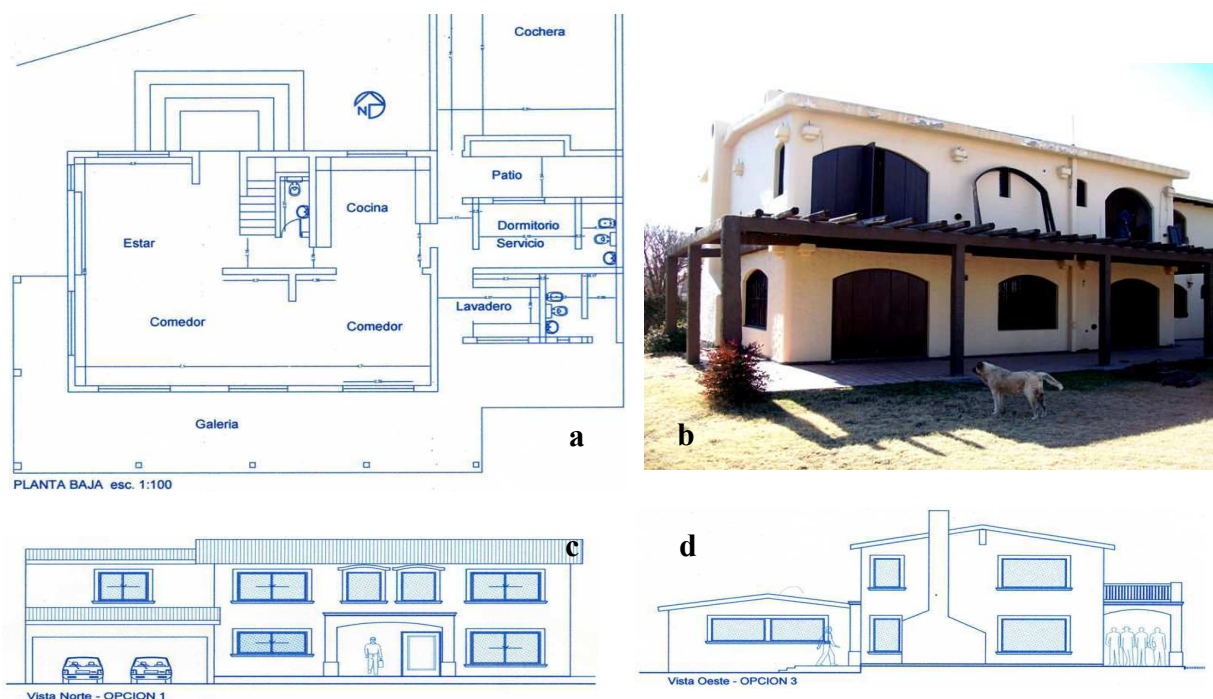 Cochera
N
Patio
Cocina
Dormitorio
Servicio
Estar
Lavadero
Comedor
Comedor
Galeria
a
PLANTA BAJA esc. 1:100
b
c
Vista Norte - OPCION 1
d
Vista Oeste - OPCION 3